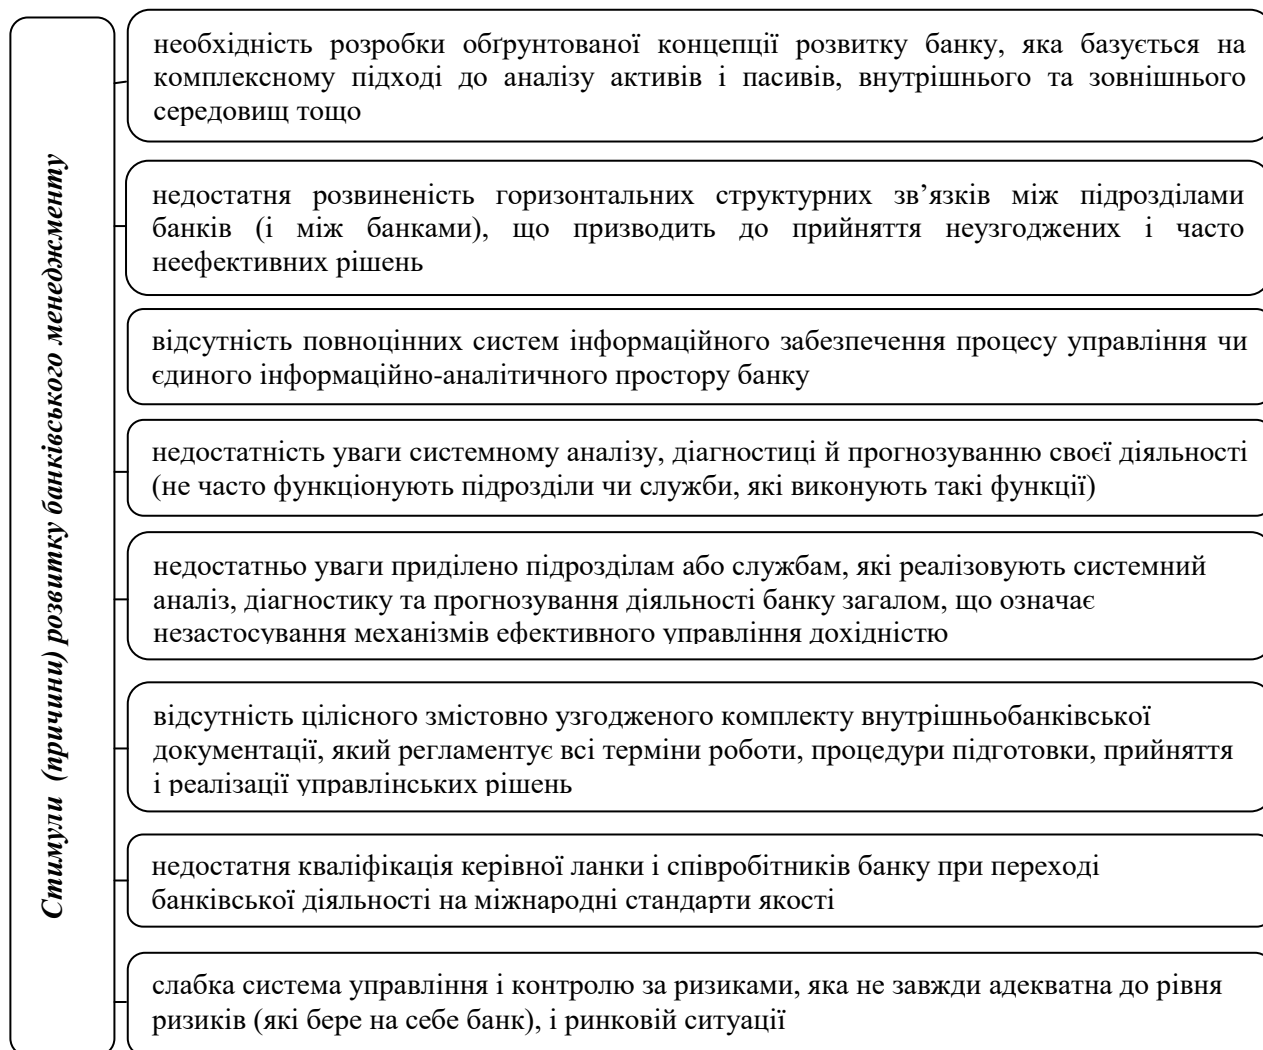 Стимули (причини) розвитку банківського менеджменту
необхідність розробки обґрунтованої концепції розвитку банку, яка базується на
комплексному підході до аналізу активів і пасивів, внутрішнього та зовнішнього
середовищ тощо
недостатня розвиненість горизонтальних структурних зв’язків між підрозділами
банків (і між банками), що призводить до прийняття неузгоджених і часто
неефективних рішень
відсутність повноцінних систем інформаційного забезпечення процесу управління чи
єдиного інформаційно-аналітичного простору банку
недостатність уваги системному аналізу, діагностиці й прогнозуванню своєї діяльності
(не часто функціонують підрозділи чи служби, які виконують такі функції)
недостатньо уваги приділено підрозділам або службам, які реалізовують системний
аналіз, діагностику та прогнозування діяльності банку загалом, що означає
незастосування механізмів ефективного управління дохідністю
відсутність цілісного змістовно узгодженого комплекту внутрішньобанківської
документації, який регламентує всі терміни роботи, процедури підготовки, прийняття
і реалізації управлінських рішень
недостатня кваліфікація керівної ланки і співробітників банку при переході
банківської діяльності на міжнародні стандарти якості
слабка система управління і контролю за ризиками, яка не завжди адекватна до рівня
ризиків (які бере на себе банк), і ринковій ситуації